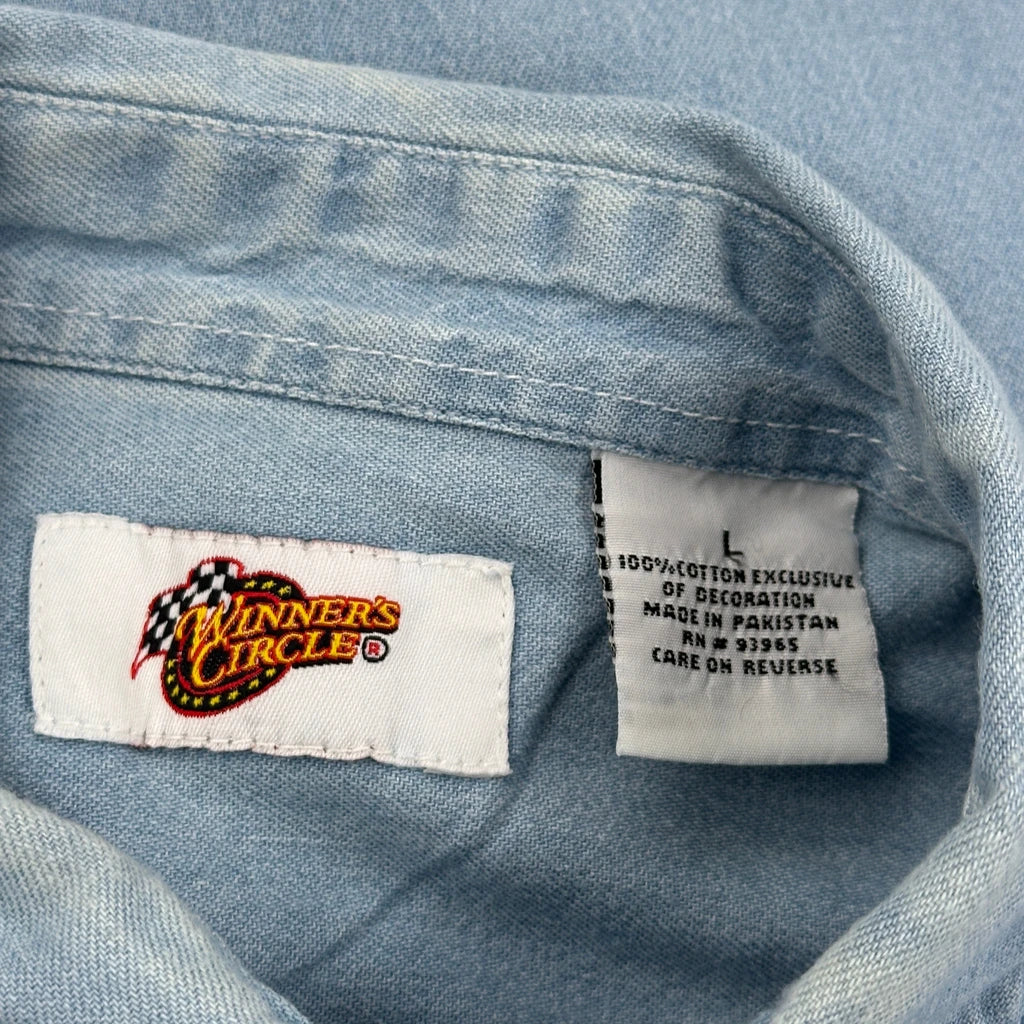 WINNER'S
CIRCLE®
L
100% COTTON EXCLUSIVE
OF DECORATION
MADE IN PAKISTAN
RN # 93965
CARE ON REVERSE